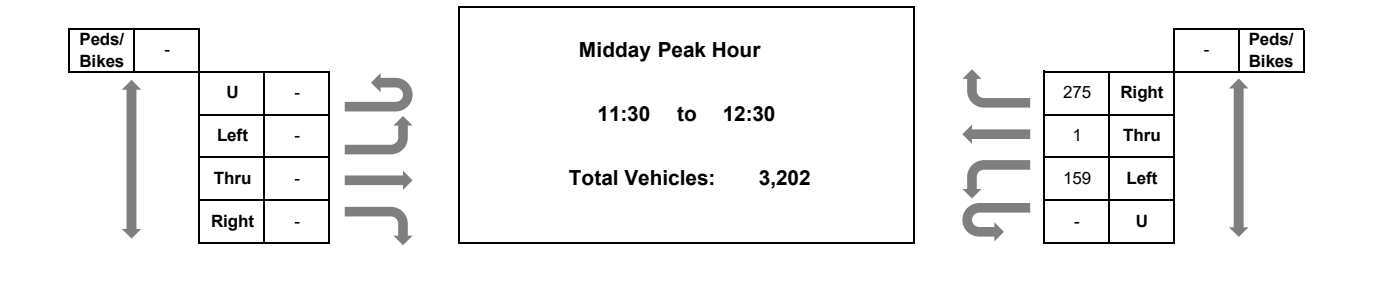 Peds/
Bikes -
U -
Left -
Thru -
Right -
Midday Peak Hour
11:30 to 12:30
Total Vehicles: 3,202
- Peds/
Bikes
275 Right
1 Thru
159 Left
- U